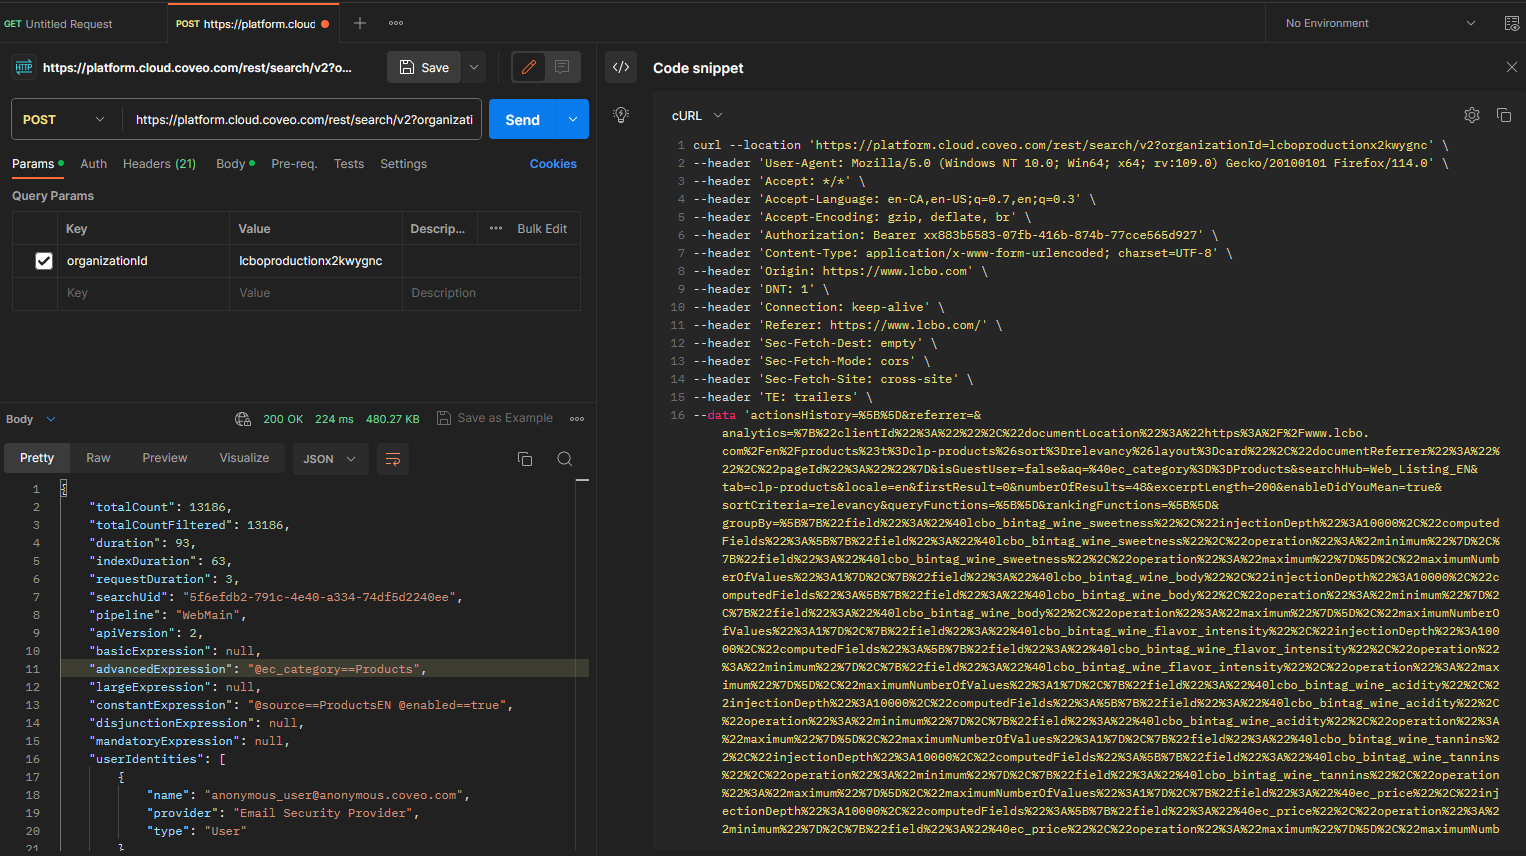 GET Untitled Request
POST https://platform.cloud
No Environment
HTTP https://platform.cloud.coveo.com/rest/search/v2?o...
Save
POST
https://platform.cloud.coveo.com/rest/search/v2?organizati
Send
Params
Auth
Headers (21)
Body
Pre-req.
Tests
Settings
Cookies
Query Params
Key Value Descrip... Bulk Edit
organizationId lcboproductionx2kwygnc
Key Value Description
Body
200 OK 224 ms 480.27 KB Save as Example
Pretty Raw Preview Visualize JSON
1 {
2 "totalCount": 13186,
3 "totalCountFiltered": 13186,
4 "duration": 93,
5 "indexDuration": 63,
6 "requestDuration": 3,
7 "searchUid": "5f6efdb2-791c-4e40-a334-74df5d2240ee",
8 "pipeline": "WebMain",
9 "apiVersion": 2,
10 "basicExpression": null,
11 "advancedExpression": "@ec_category==Products",
12 "largeExpression": null,
13 "constantExpression": "@source==ProductsEN @enabled==true",
14 "disjunctionExpression": null,
15 "mandatoryExpression": null,
16 "userIdentities": [
17 {
18 "name": "anonymous_user@anonymous.coveo.com",
19 "provider": "Email Security Provider",
20 "type": "User"
21 }
Code snippet
cURL
1 curl --location 'https://platform.cloud.coveo.com/rest/search/v2?organizationId=lcboproductionx2kwygnc' \
2 --header 'User-Agent: Mozilla/5.0 (Windows NT 10.0; Win64; x64; rv:109.0) Gecko/20100101 Firefox/114.0' \
3 --header 'Accept: */*' \
4 --header 'Accept-Language: en-CA,en-US;q=0.7,en;q=0.3' \
5 --header 'Accept-Encoding: gzip, deflate, br' \
6 --header 'Authorization: Bearer xx883b5583-07fb-416b-874b-77cce565d927' \
7 --header 'Content-Type: application/x-www-form-urlencoded; charset=UTF-8' \
8 --header 'Origin: https://www.lcbo.com' \
9 --header 'DNT: 1' \
10 --header 'Connection: keep-alive' \
11 --header 'Referer: https://www.lcbo.com/' \
12 --header 'Sec-Fetch-Dest: empty' \
13 --header 'Sec-Fetch-Mode: cors' \
14 --header 'Sec-Fetch-Site: cross-site' \
15 --header 'TE: trailers' \
16 --data 'actionsHistory=%5B%5D&referrer=&
analytics=%7B%22clientId%22%3A%22%22%2C%22documentLocation%22%3A%22https%3A%2F%2Fwww.lcbo.
com%2Fen%2Fproducts%23t%3Dclp-products%26sort%3Drelevancy%26layout%3Dcard%22%2C%22documentReferrer%22%3A%22%
22%2C%22pageId%22%3A%22%22%7D&isGuestUser=false&aq=%40ec_category%3D%3DProducts&searchHub=Web_Listing_EN&
tab=clp-products&locale=en&firstResult=0&numberOfResults=48&excerptLength=200&enableDidYouMean=true&
sortCriteria=relevancy&queryFunctions=%5B%5D&rankingFunctions=%5B%5D&
groupBy=%5B%7B%22field%22%3A%22%40lcbo_bintag_wine_sweetness%22%2C%22injectionDepth%22%3A10000%2C%22computed
Fields%22%3A%5B%7B%22field%22%3A%22%40lcbo_bintag_wine_sweetness%22%2C%22operation%22%3A%22minimum%22%7D%2C%
7B%22field%22%3A%22%40lcbo_bintag_wine_sweetness%22%2C%22operation%22%3A%22maximum%22%7D%5D%2C%22maximumNumb
erOfValues%22%3A1%7D%2C%7B%22field%22%3A%22%40lcbo_bintag_wine_body%22%2C%22injectionDepth%22%3A10000%2C%22c
omputedFields%22%3A%5B%7B%22field%22%3A%22%40lcbo_bintag_wine_body%22%2C%22operation%22%3A%22minimum%22%7D%2
C%7B%22field%22%3A%22%40lcbo_bintag_wine_body%22%2C%22operation%22%3A%22maximum%22%7D%5D%2C%22maximumNumberO
fValues%22%3A1%7D%2C%7B%22field%22%3A%22%40lcbo_bintag_wine_flavor_intensity%22%2C%22injectionDepth%22%3A100
00%2C%22computedFields%22%3A%5B%7B%22field%22%3A%22%40lcbo_bintag_wine_flavor_intensity%22%2C%22operation%22
%3A%22minimum%22%7D%2C%7B%22field%22%3A%22%40lcbo_bintag_wine_flavor_intensity%22%2C%22operation%22%3A%22max
imum%22%7D%5D%2C%22maximumNumberOfValues%22%3A1%7D%2C%7B%22field%22%3A%22%40lcbo_bintag_wine_acidity%22%2C%2
2injectionDepth%22%3A10000%2C%22computedFields%22%3A%5B%7B%22field%22%3A%22%40lcbo_bintag_wine_acidity%22%2C
%22operation%22%3A%22minimum%22%7D%2C%7B%22field%22%3A%22%40lcbo_bintag_wine_acidity%22%2C%22operation%22%3A
%22maximum%22%7D%5D%2C%22maximumNumberOfValues%22%3A1%7D%2C%7B%22field%22%3A%22%40lcbo_bintag_wine_tannins%2
2%2C%22injectionDepth%22%3A10000%2C%22computedFields%22%3A%5B%7B%22field%22%3A%22%40lcbo_bintag_wine_tannins
%22%2C%22operation%22%3A%22minimum%22%7D%2C%7B%22field%22%3A%22%40lcbo_bintag_wine_tannins%22%2C%22operation
%22%3A%22maximum%22%7D%5D%2C%22maximumNumberOfValues%22%3A1%7D%2C%7B%22field%22%3A%22%40ec_price%22%2C%22inj
ectionDepth%22%3A10000%2C%22computedFields%22%3A%5B%7B%22field%22%3A%22%40ec_price%22%2C%22operation%22%3A%2
2minimum%22%7D%2C%7B%22field%22%3A%22%40ec_price%22%2C%22operation%22%3A%22maximum%22%7D%5D%2C%22maximumNumb